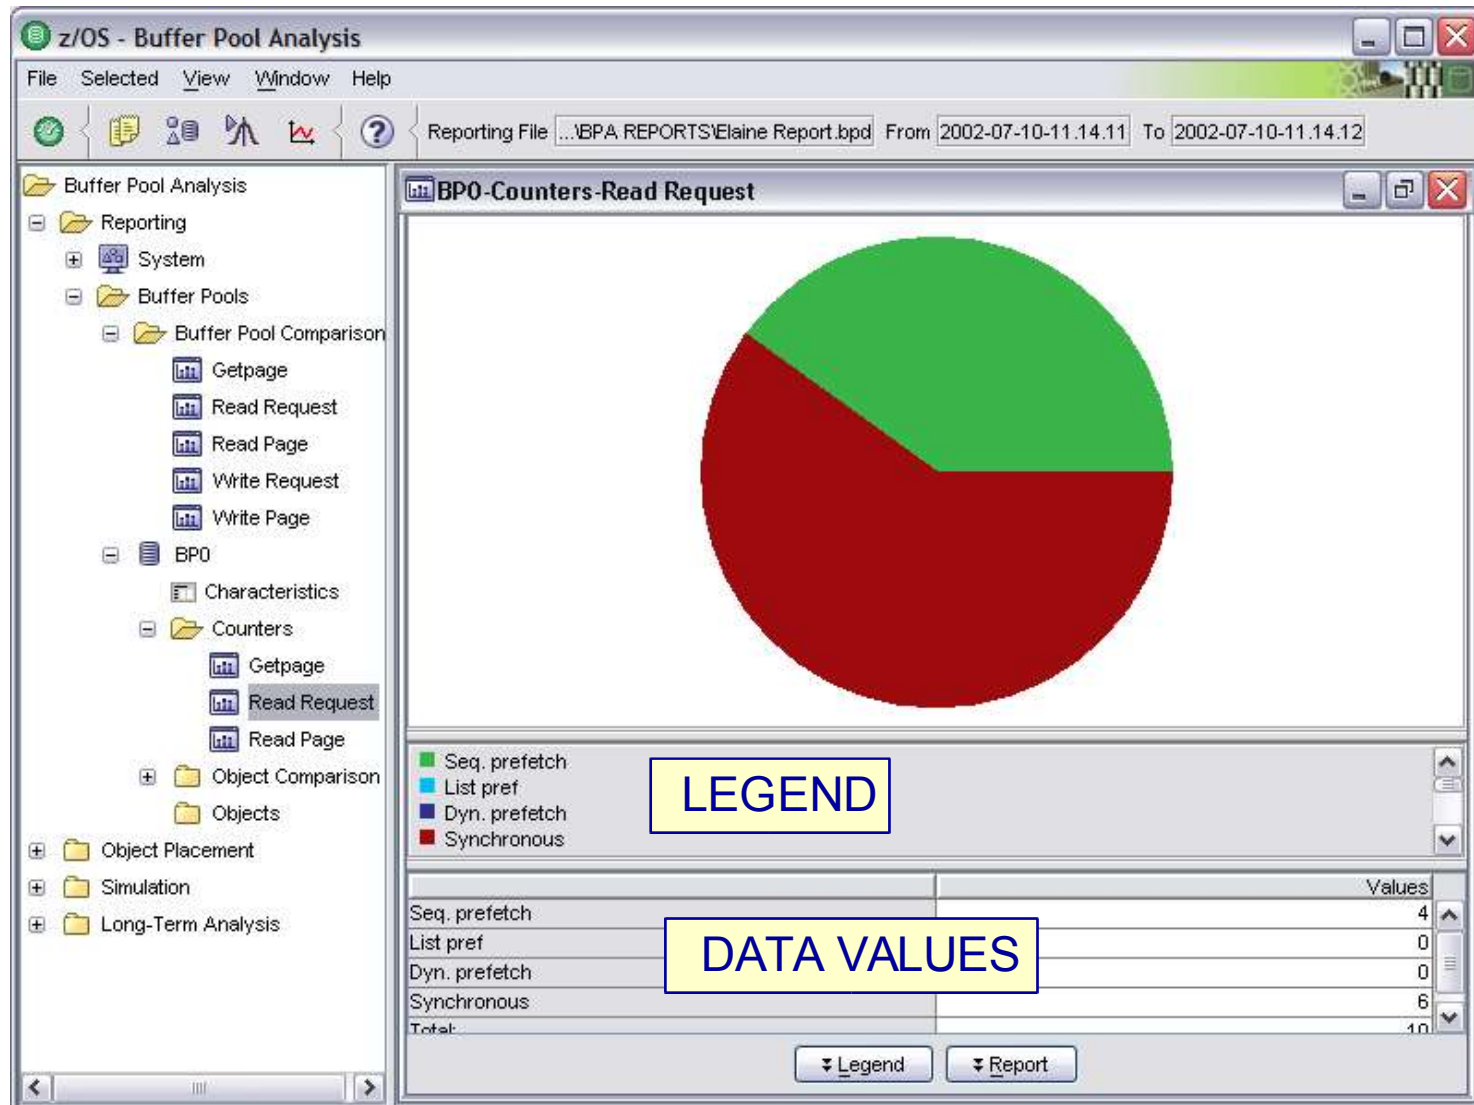 z/OS - Buffer Pool Analysis
File Selected View Window Help
Reporting File ...\BPA REPORTS\Elaine Report.bpd From 2002-07-10-11.14.11 To 2002-07-10-11.14.12
Buffer Pool Analysis
Reporting
System
Buffer Pools
Buffer Pool Comparison
Getpage
Read Request
Read Page
Write Request
Write Page
BP0
Characteristics
Counters
Getpage
Read Request
Read Page
Object Comparison
Objects
Object Placement
Simulation
Long-Term Analysis
BP0-Counters-Read Request
Seq. prefetch
List pref
Dyn. prefetch
Synchronous
LEGEND
Values
Seq. prefetch 4
List pref 0
Dyn. prefetch 0
Synchronous 6
Total: 10
DATA VALUES
Legend Report